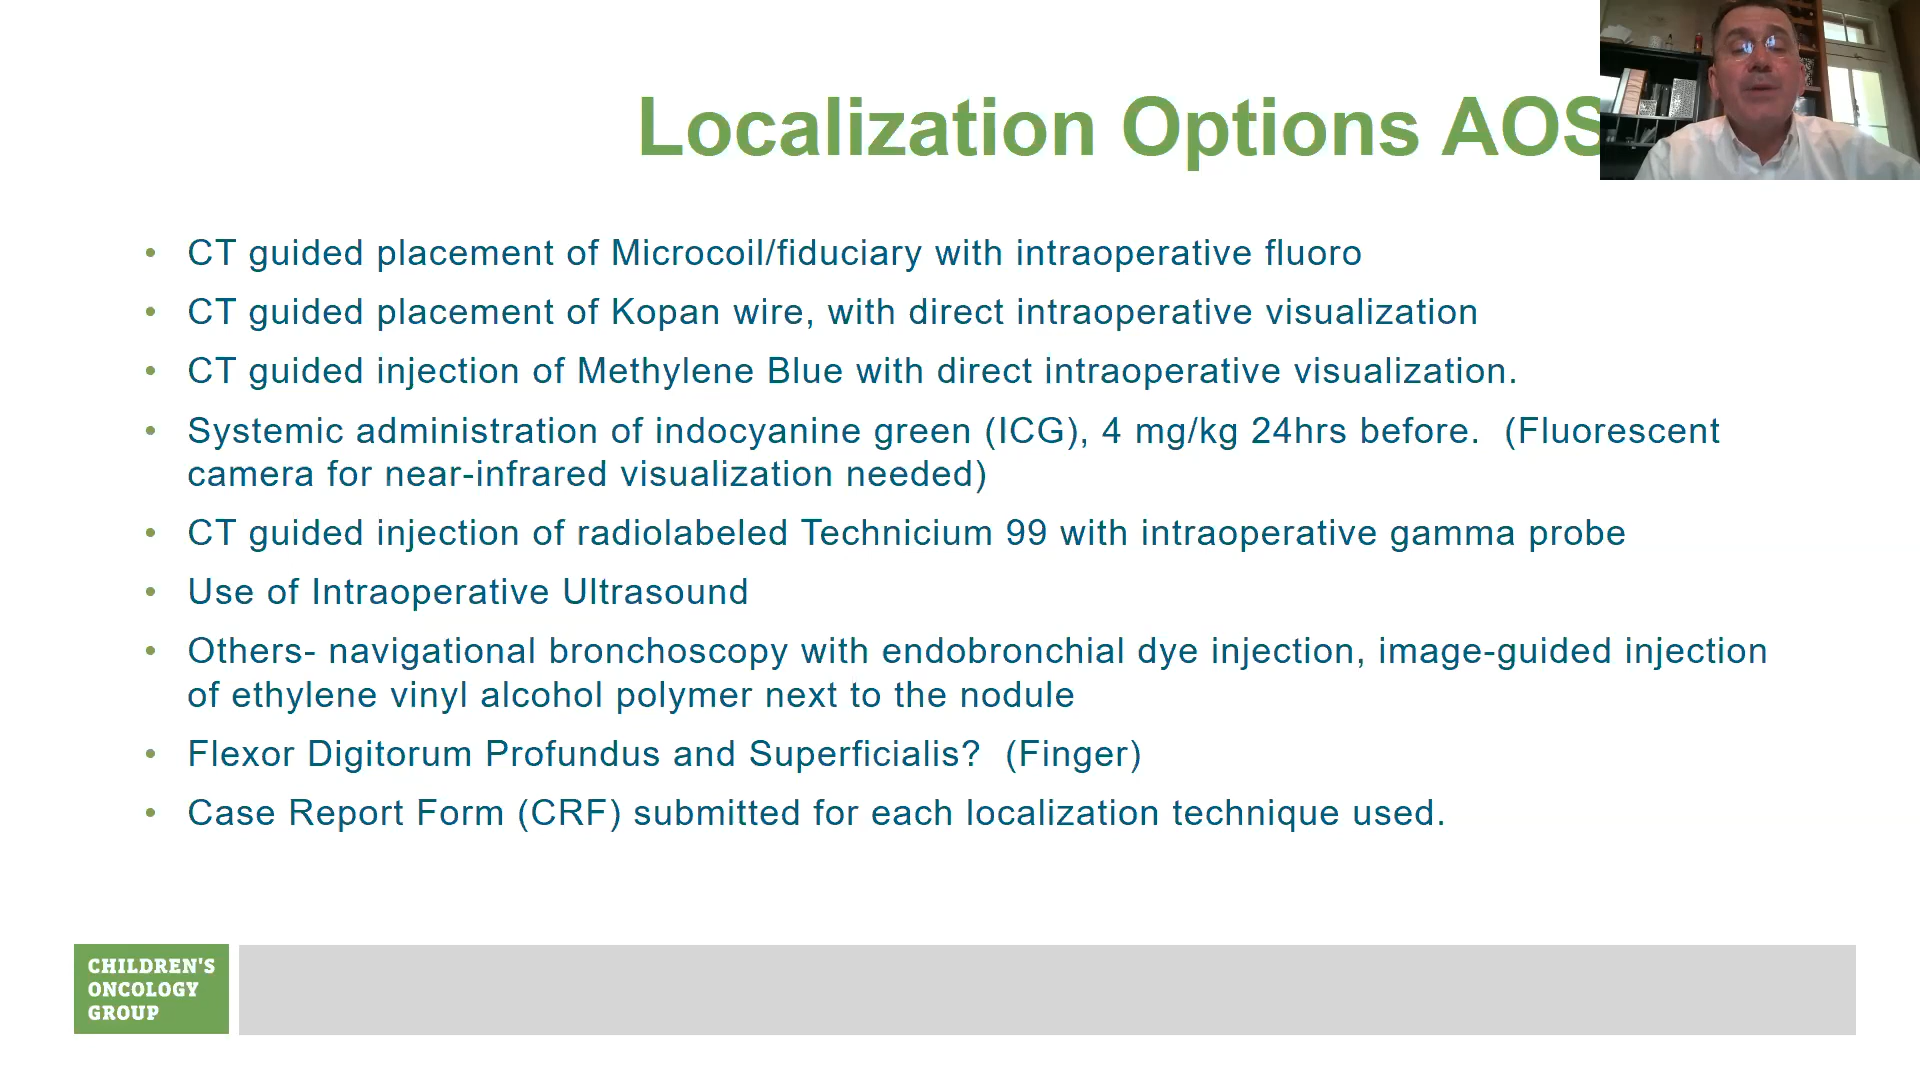 Localization Options AOS
• CT guided placement of Microcoil/fiduciary with intraoperative fluoro
• CT guided placement of Kopan wire, with direct intraoperative visualization
• CT guided injection of Methylene Blue with direct intraoperative visualization.
• Systemic administration of indocyanine green (ICG), 4 mg/kg 24hrs before.  (Fluorescent
camera for near-infrared visualization needed)
• CT guided injection of radiolabeled Technicium 99 with intraoperative gamma probe
• Use of Intraoperative Ultrasound
• Others- navigational bronchoscopy with endobronchial dye injection, image-guided injection
of ethylene vinyl alcohol polymer next to the nodule
• Flexor Digitorum Profundus and Superficialis?  (Finger)
• Case Report Form (CRF) submitted for each localization technique used.
CHILDREN'S
ONCOLOGY
GROUP